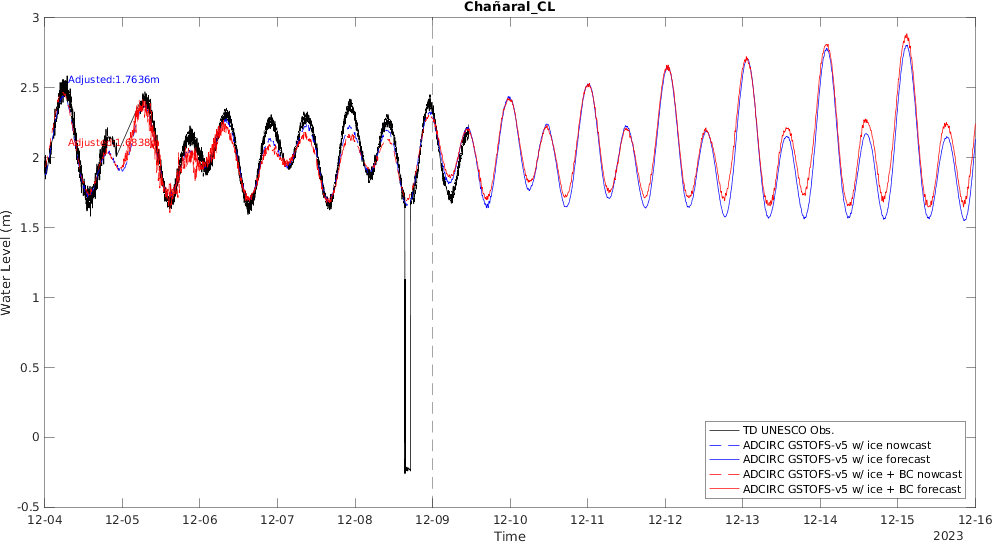 Chañaral_CL
3
2.5
2
1.5
1
0.5
0
-0.5
Water Level (m)
Adjusted:1.7636m
Adjusted:1.6838m
TD UNESCO Obs.
ADCIRC GSTOFS-v5 w/ ice nowcast
ADCIRC GSTOFS-v5 w/ ice forecast
ADCIRC GSTOFS-v5 w/ ice + BC nowcast
ADCIRC GSTOFS-v5 w/ ice + BC forecast
12-04 12-05 12-06 12-07 12-08 12-09 12-10 12-11 12-12 12-13 12-14 12-15 12-16
Time
2023